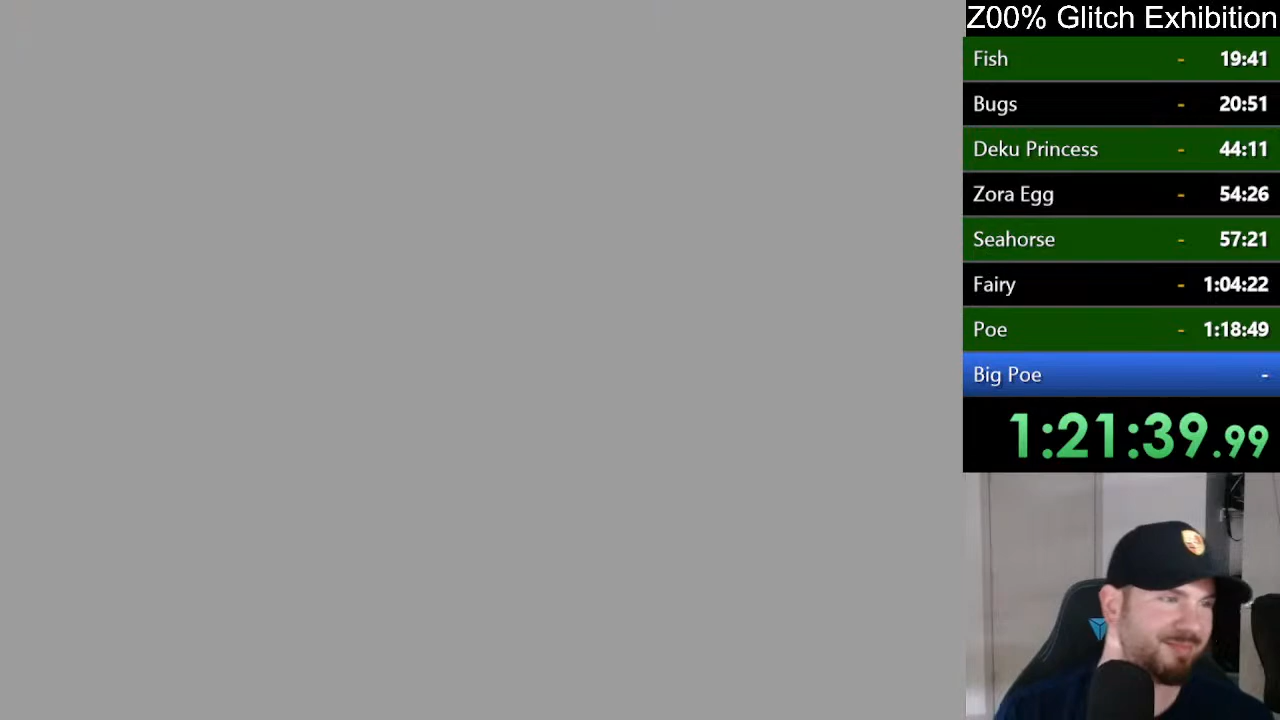 Z00% Glitch Exhibition
Fish - 19:41
Bugs - 20:51
Deku Princess - 44:11
Zora Egg - 54:26
Seahorse - 57:21
Fairy - 1:04:22
Poe - 1:18:49
Big Poe -
1:21:39.99